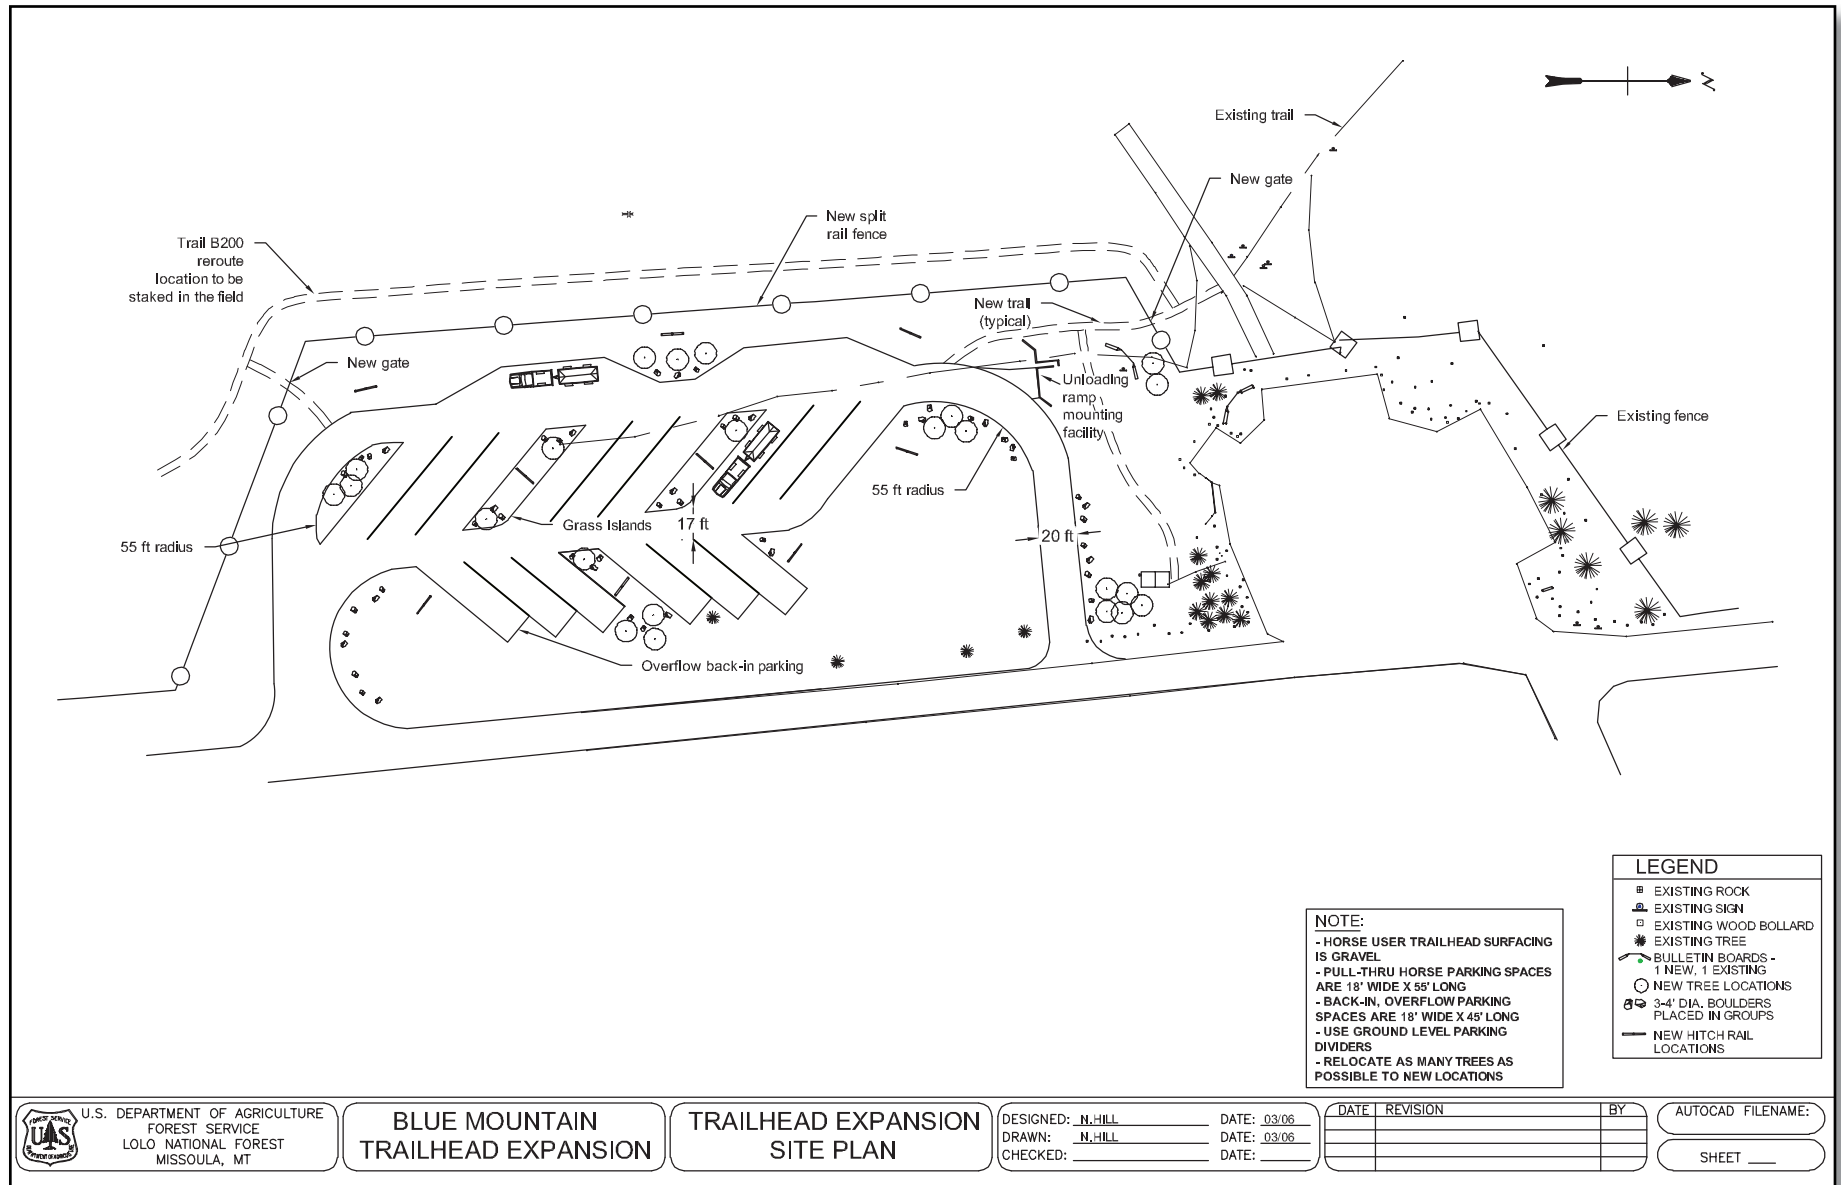 Existing trail
New gate
New split
rail fence
Trail B200
reroute
location to be
staked in the field
New trail
(typical)
New gate
Unloading
ramp
mounting
facility
Existing fence
55 ft radius
Grass Islands
17 ft
20 ft
55 ft radius
Overflow back-in parking
N
LEGEND
EXISTING ROCK
EXISTING SIGN
EXISTING WOOD BOLLARD
EXISTING TREE
BULLETIN BOARDS -
1 NEW, 1 EXISTING
NEW TREE LOCATIONS
3-4' DIA. BOULDERS
PLACED IN GROUPS
NEW HITCH RAIL
LOCATIONS
NOTE:
- HORSE USER TRAILHEAD SURFACING
IS GRAVEL
- PULL-THRU HORSE PARKING SPACES
ARE 18' WIDE X 55' LONG
- BACK-IN, OVERFLOW PARKING
SPACES ARE 18' WIDE X 45' LONG
- USE GROUND LEVEL PARKING
DIVIDERS
- RELOCATE AS MANY TREES AS
POSSIBLE TO NEW LOCATIONS
FOREST SERVICE
UAS
DEPARTMENT OF AGRICULTURE
U.S. DEPARTMENT OF AGRICULTURE
FOREST SERVICE
LOLO NATIONAL FOREST
MISSOULA, MT
BLUE MOUNTAIN
TRAILHEAD EXPANSION
TRAILHEAD EXPANSION
SITE PLAN
DESIGNED: N.HILL DATE: 03/06
DRAWN: N.HILL DATE: 03/06
CHECKED: DATE:
DATE REVISION BY
AUTOCAD FILENAME:
SHEET